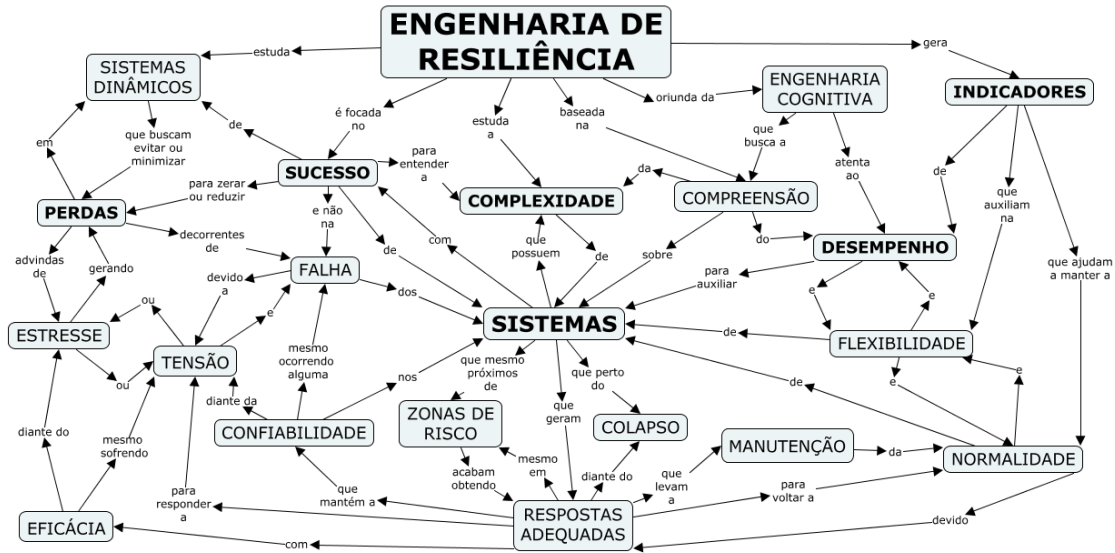 ENGENHARIA DE
RESILIÊNCIA
estuda
gera
SISTEMAS
DINÂMICOS
ENGENHARIA
COGNITIVA
INDICADORES
oriunda da
é focada
no
estuda
a
baseada
na
de
em
que buscam
evitar ou
minimizar
que
busca a
atenta
ao
para
entender
a
SUCESSO
da
de
que
auxiliam
na
para zerar
ou reduzir
COMPREENSÃO
COMPLEXIDADE
PERDAS
e não
na
decorrentes
de
com
que
possuem
de
de
sobre
do
DESEMPENHO
que ajudam
a manter a
advindas
de
gerando
FALHA
devido
a
dos
para
auxiliar
e
e
ou
e
SISTEMAS
ESTRESSE
TENSÃO
de
FLEXIBILIDADE
mesmo
ocorrendo
alguma
que mesmo
próximos
de
que perto
do
nos
ou
de
e
e
diante da
ZONAS DE
RISCO
que
geram
COLAPSO
CONFIABILIDADE
diante do
mesmo
sofrendo
MANUTENÇÃO
da
NORMALIDADE
acabam
obtendo
mesmo
em
diante do
que
levam
a
para
voltar a
para
responder
a
que
mantém a
RESPOSTAS
ADEQUADAS
EFICÁCIA
devido
com